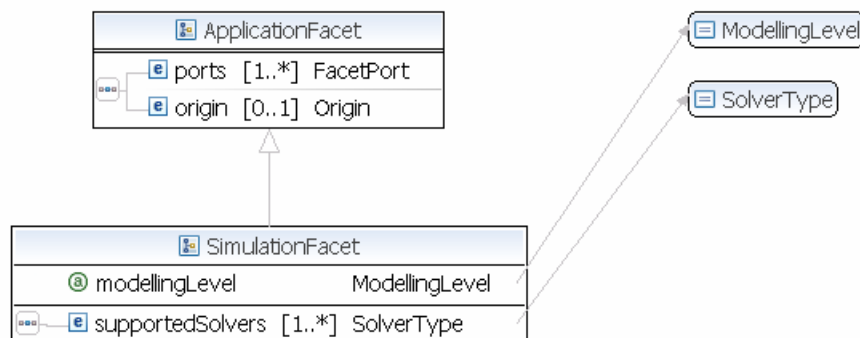 ApplicationFacet
ModellingLevel
ports [1..*] FacetPort
SolverType
origin [0..1] Origin
SimulationFacet
a modellingLevel ModellingLevel
e supportedSolvers [1..*] SolverType